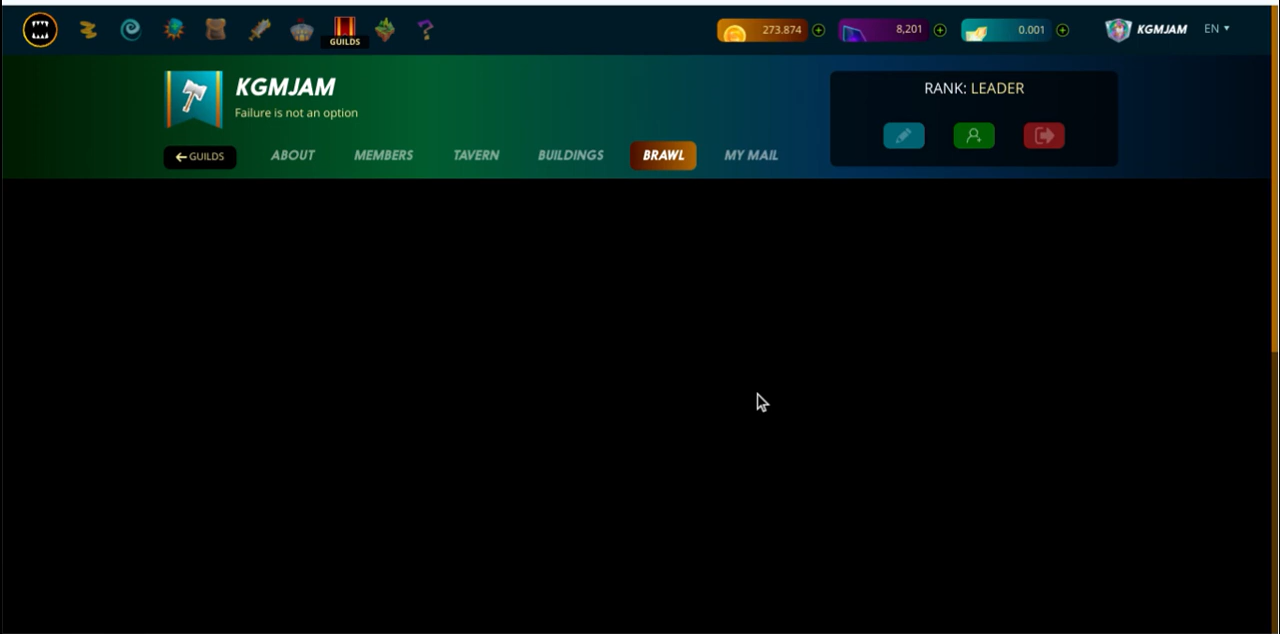 GUILDS
273.874
8,201
0.001
KGMJAM
EN
KGMJAM
Failure is not an option
RANK: LEADER
GUILDS
ABOUT
MEMBERS
TAVERN
BUILDINGS
BRAWL
MY MAIL